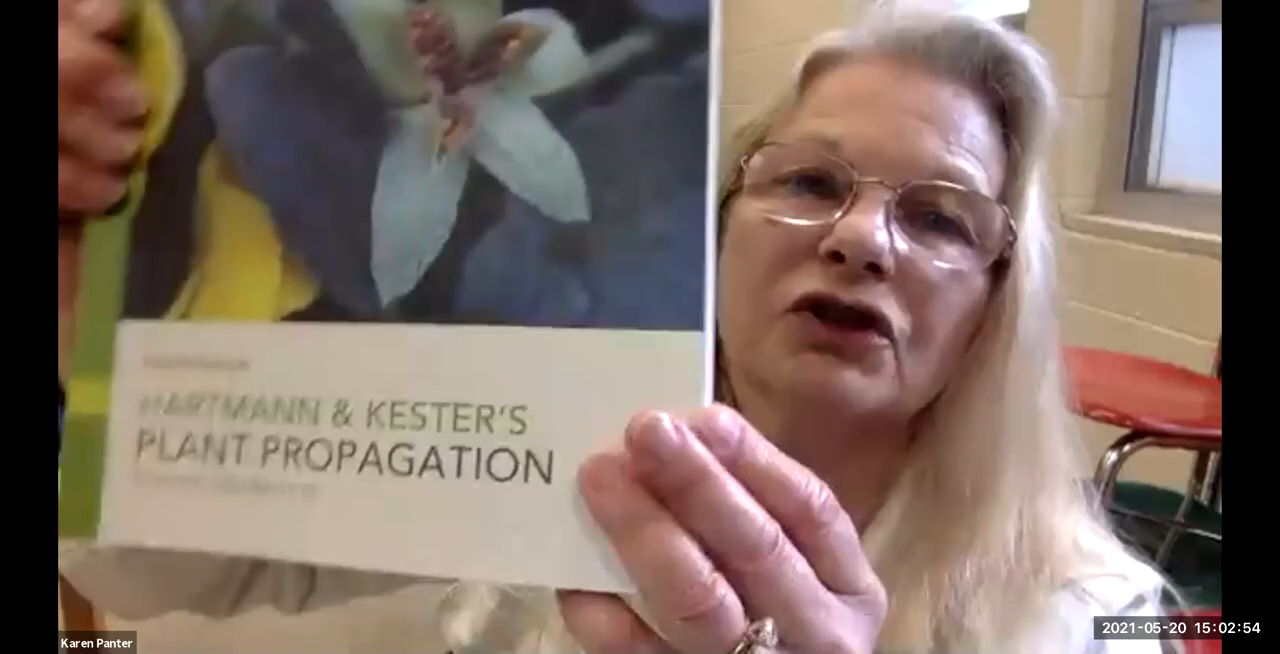 HARTMANN & KESTER'S
PLANT PROPAGATION
Karen Panter
2021-05-20 15:02:54